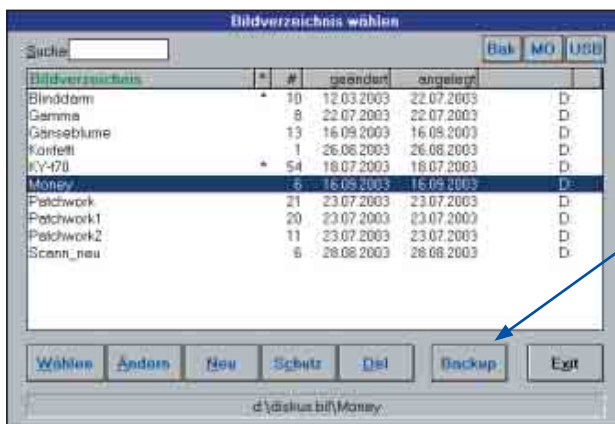 Bildverzeichnis wählen
Suche Bak MO USB
Bildverzeichnis * # geändert angelegt
Blinddarm * 10 12.03.2003 22.07.2003 D:
Gamma 8 22.07.2003 22.07.2003 D:
Gänseblume 13 16.09.2003 16.09.2003 D:
Konfetti 1 26.08.2003 26.08.2003 D:
KY-f70 * 54 18.07.2003 18.07.2003 D:
Money 6 16.09.2003 16.09.2003 D:
Patchwork 21 23.07.2003 23.07.2003 D:
Patchwork1 20 23.07.2003 23.07.2003 D:
Patchwork2 11 23.07.2003 23.07.2003 D:
Scann_neu 6 28.08.2003 28.08.2003 D:
Wählen Ändern Neu Schutz Del Backup Exit
d:\diskus.bif\Money